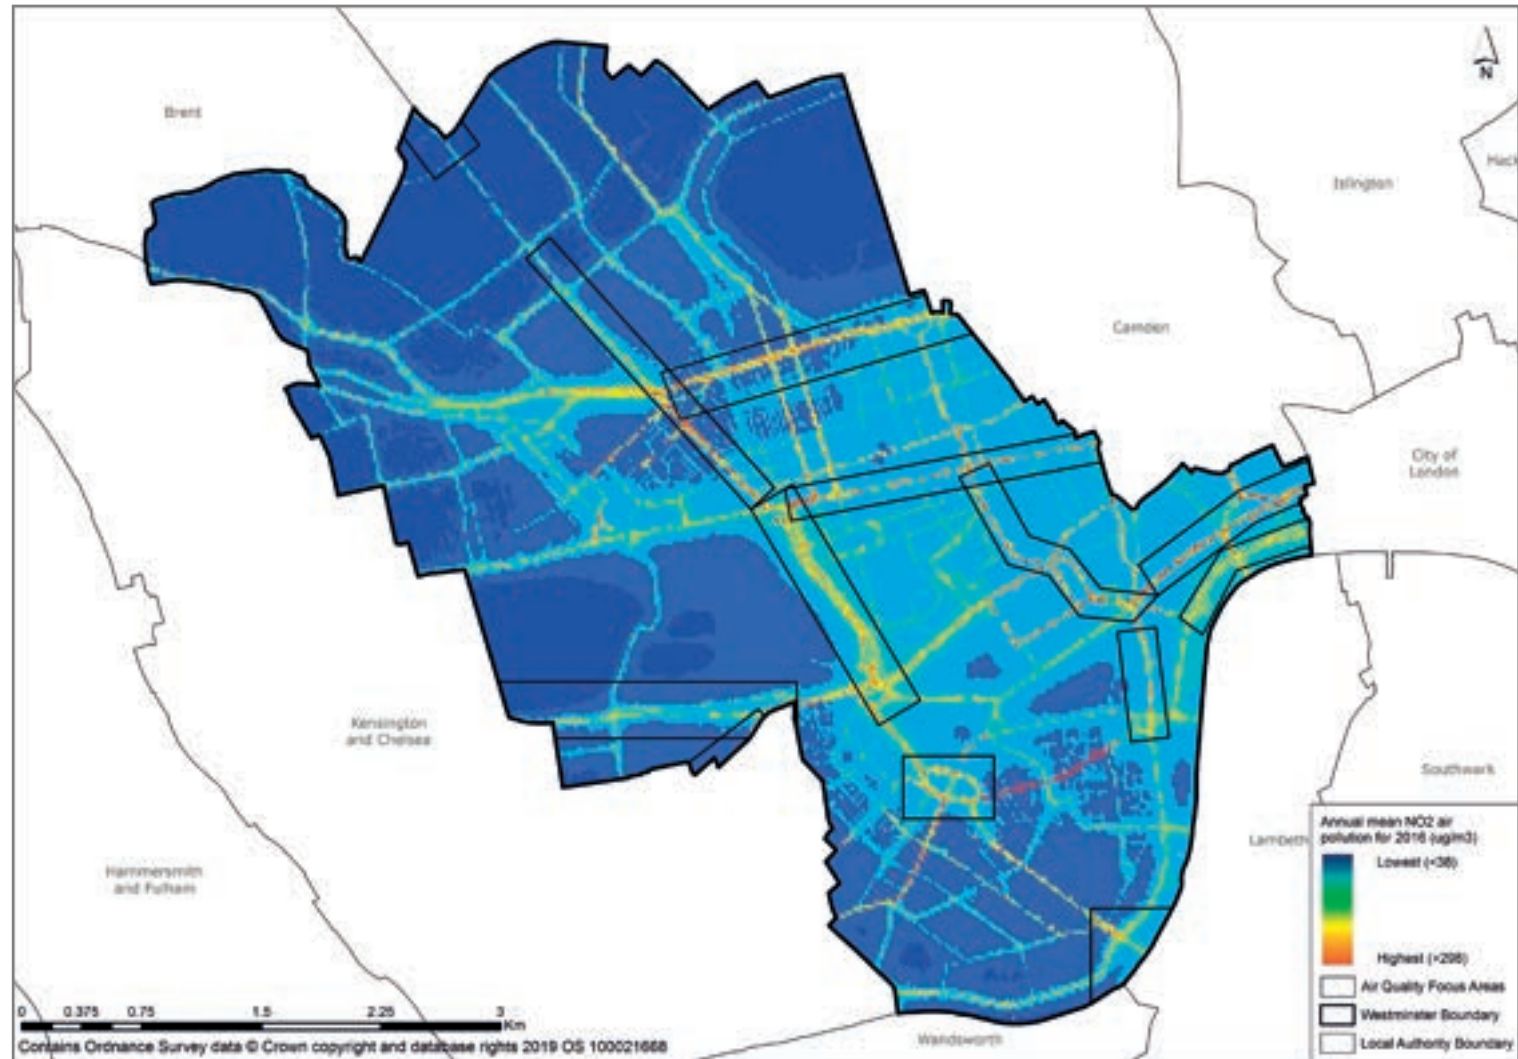 N
Brent
Hack
Islington
Camden
City of
London
Kensington
and Chelsea
Southwark
Lambeth
Hammersmith
and Fulham
Wandsworth
Annual mean NO2 air
pollution for 2016 (ug/m3)
Lowest (<38)
Highest (>298)
Air Quality Focus Areas
Westminster Boundary
Local Authority Boundary
0 0.375 0.75 1.5 2.25 3
Km
Contains Ordnance Survey data © Crown copyright and database rights 2019 OS 100021668